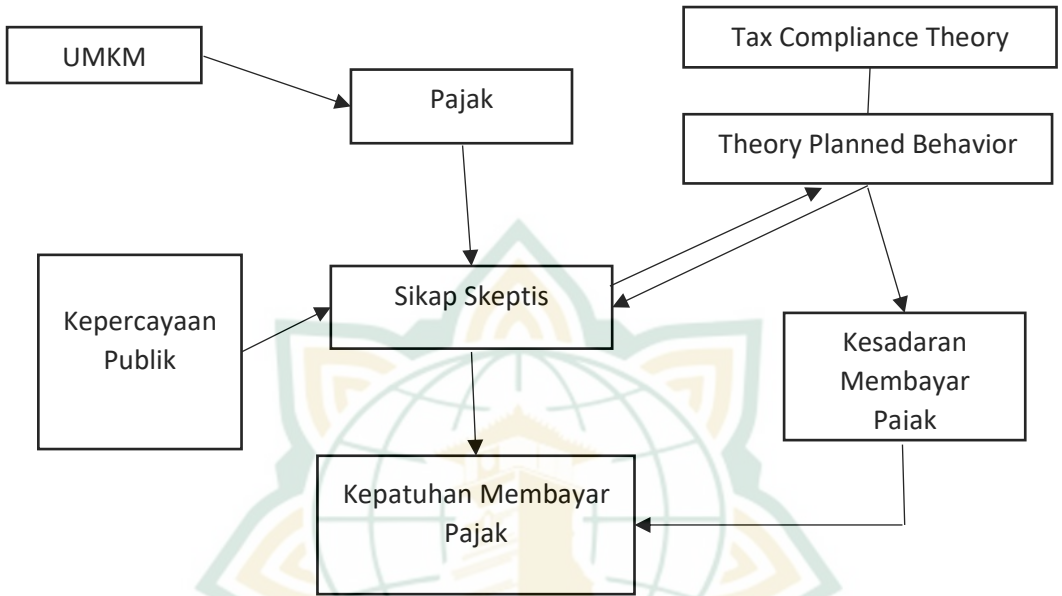 UMKM
Tax Compliance Theory
Pajak
Theory Planned Behavior
Sikap Skeptis
Kepercayaan
Publik
Kesadaran
Membayar
Pajak
Kepatuhan Membayar
Pajak